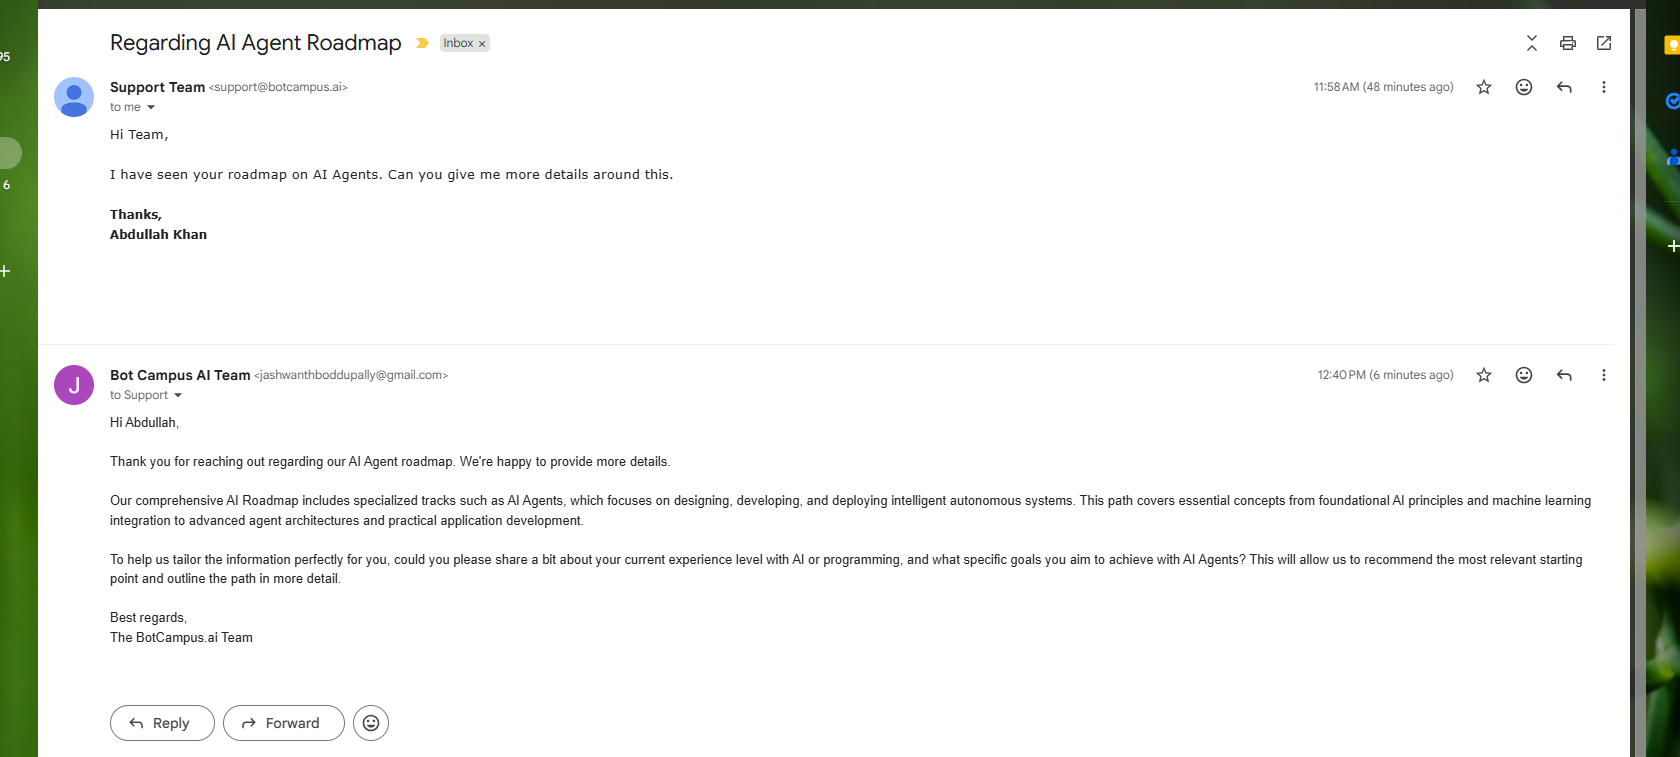 95
6
Regarding AI Agent Roadmap Inbox ×
Support Team <support@botcampus.ai> 11:58 AM (48 minutes ago)
to me
Hi Team,
I have seen your roadmap on AI Agents. Can you give me more details around this.
Thanks,
Abdullah Khan
J
Bot Campus AI Team <jashwanthboddupally@gmail.com> 12:40 PM (6 minutes ago)
to Support
Hi Abdullah,
Thank you for reaching out regarding our AI Agent roadmap. We're happy to provide more details.
Our comprehensive AI Roadmap includes specialized tracks such as AI Agents, which focuses on designing, developing, and deploying intelligent autonomous systems. This path covers essential concepts from foundational AI principles and machine learning
integration to advanced agent architectures and practical application development.
To help us tailor the information perfectly for you, could you please share a bit about your current experience level with AI or programming, and what specific goals you aim to achieve with AI Agents? This will allow us to recommend the most relevant starting
point and outline the path in more detail.
Best regards,
The BotCampus.ai Team
Reply Forward